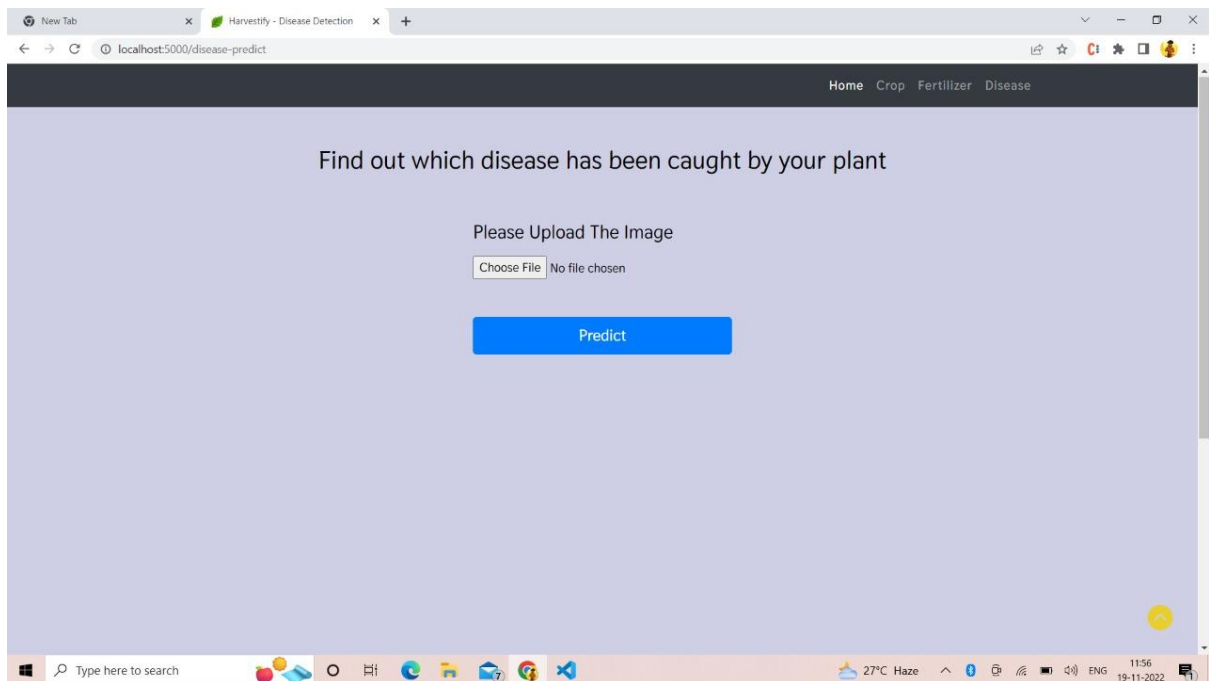 New Tab
Harvestify - Disease Detection
localhost:5000/disease-predict
Home Crop Fertilizer Disease
Find out which disease has been caught by your plant
Please Upload The Image
Choose File No file chosen
Predict
Type here to search
7
27°C Haze
ENG
11:56
19-11-2022
1